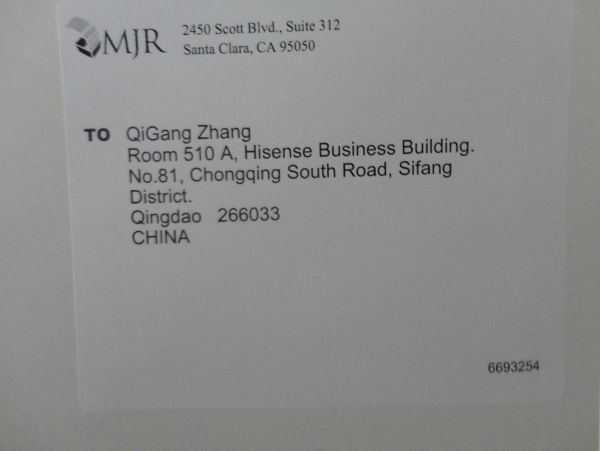 MJR
2450 Scott Blvd., Suite 312
Santa Clara, CA 95050
TO QiGang Zhang
Room 510 A, Hisense Business Building.
No.81, Chongqing South Road, Sifang
District.
Qingdao 266033
CHINA
6693254